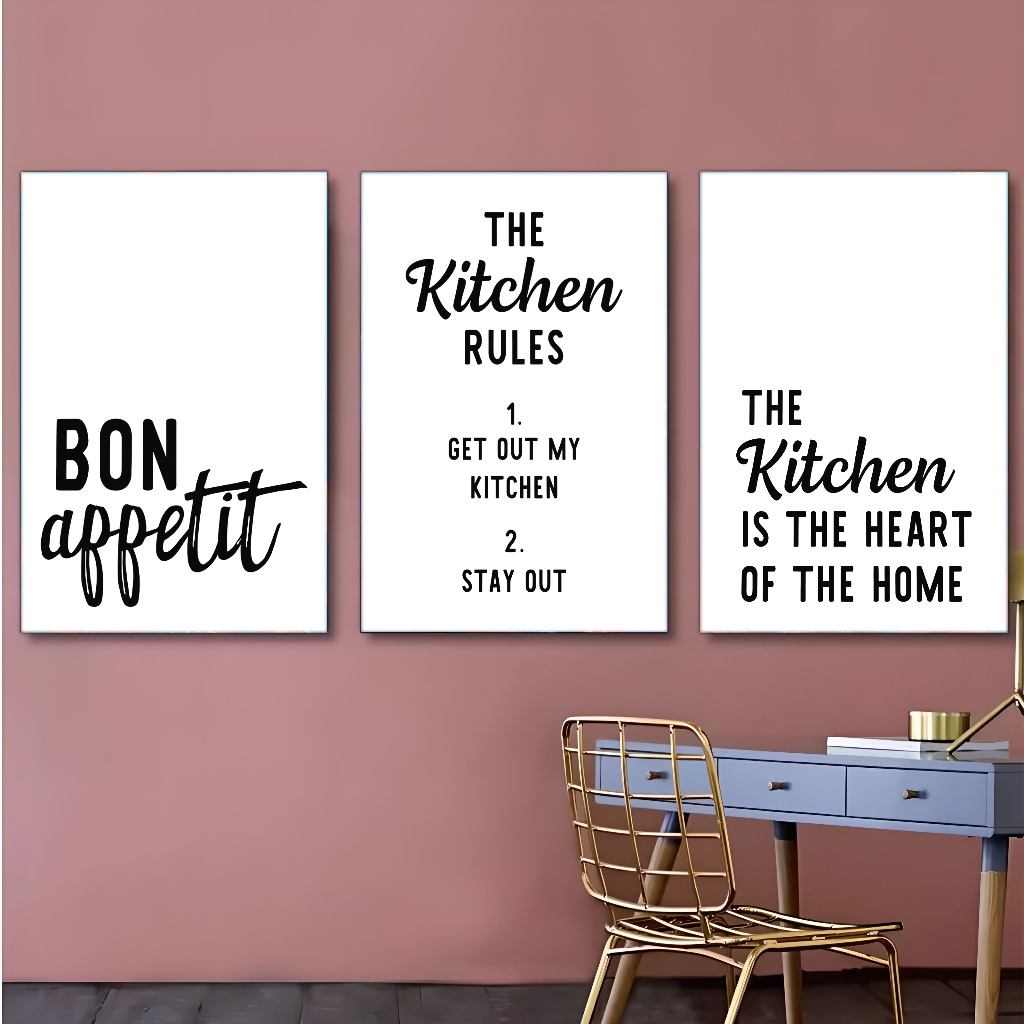 BON
appetit
THE
Kitchen
RULES
1.
GET OUT MY
KITCHEN
2.
STAY OUT
THE
Kitchen
IS THE HEART
OF THE HOME